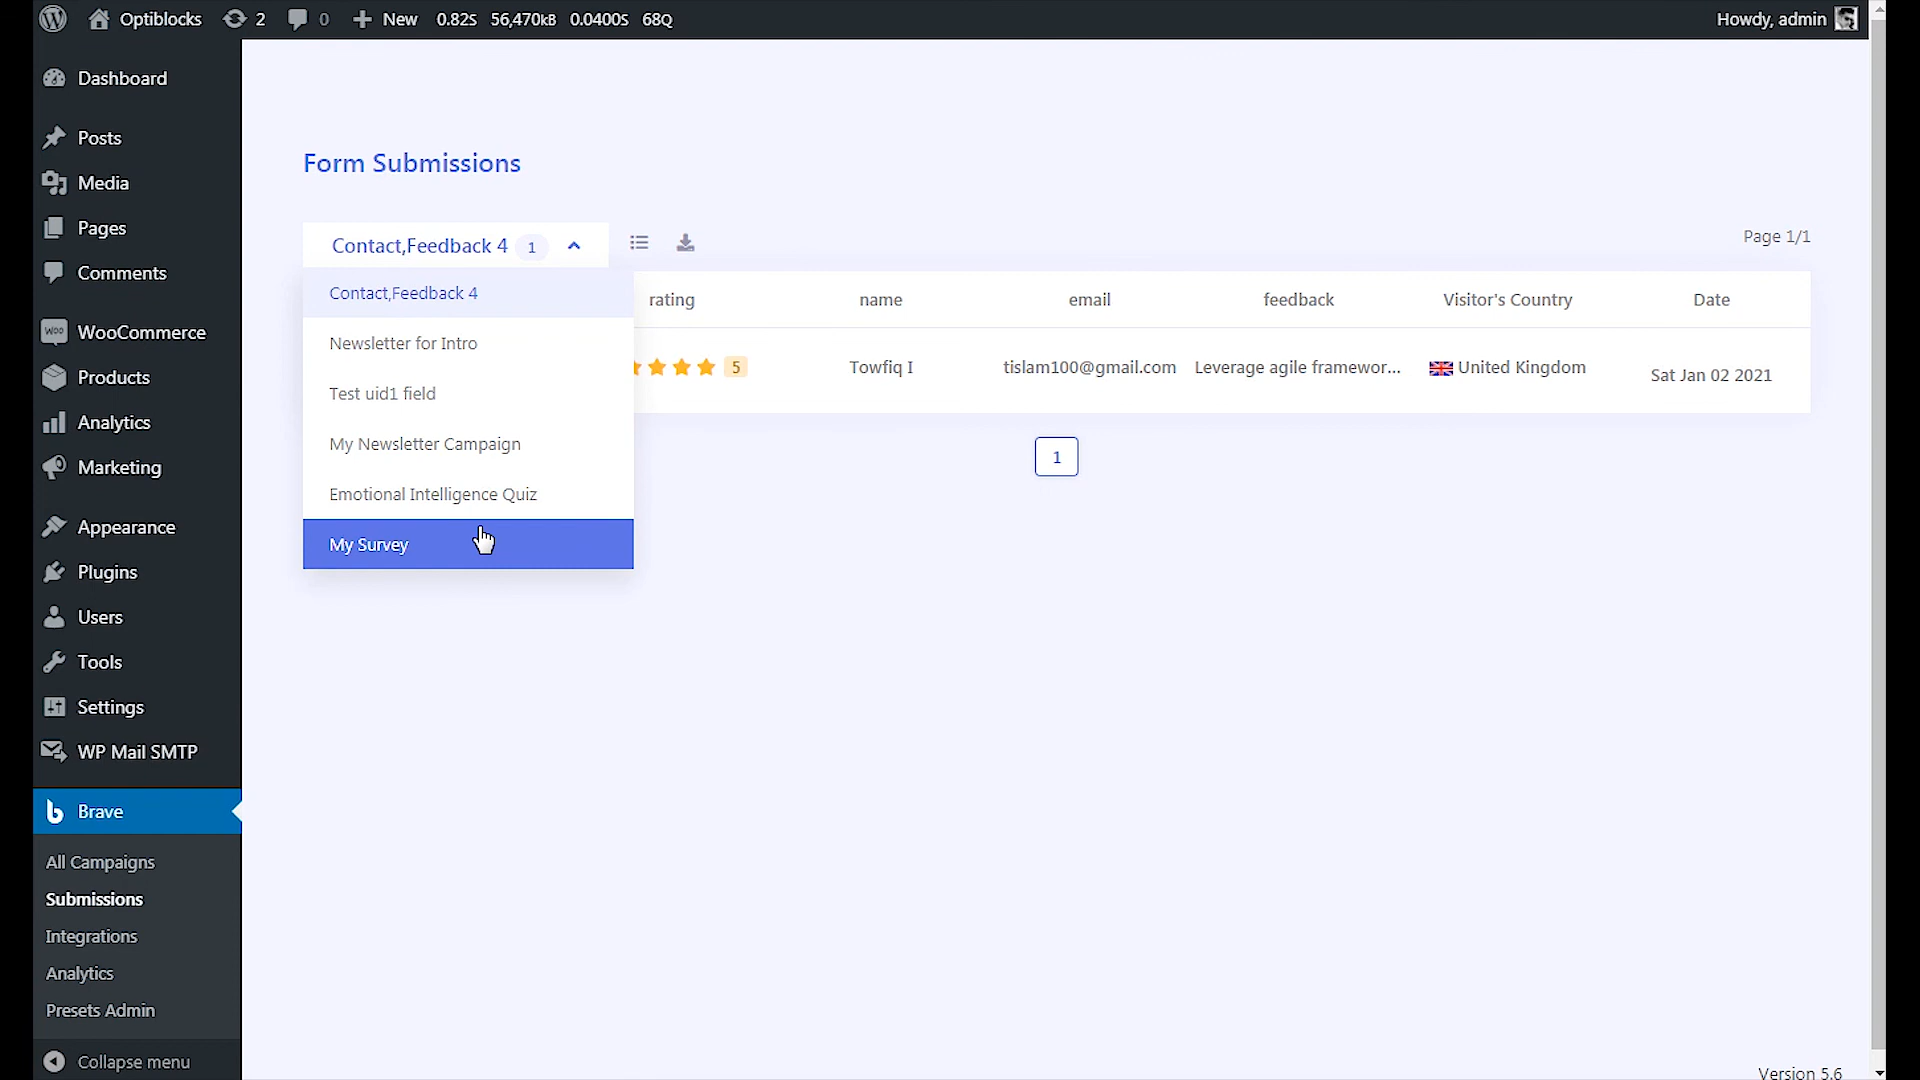 Optiblocks 2 0 New 0.82S 56,470kB 0.0400S 68Q Howdy, admin
Dashboard
Posts
Media
Pages
Comments
WOO WooCommerce
Products
Analytics
Marketing
Appearance
Plugins
Users
Tools
Settings
WP Mail SMTP
Brave
All Campaigns
Submissions
Integrations
Analytics
Presets Admin
Collapse menu
Form Submissions
Contact,Feedback 4 1
Page 1/1
Contact,Feedback 4
Newsletter for Intro
Test uid1 field
My Newsletter Campaign
Emotional Intelligence Quiz
My Survey
rating name email feedback Visitor's Country Date
5 Towfiq I tislam100@gmail.com Leverage agile framewor... United Kingdom Sat Jan 02 2021
1
Version 5.6